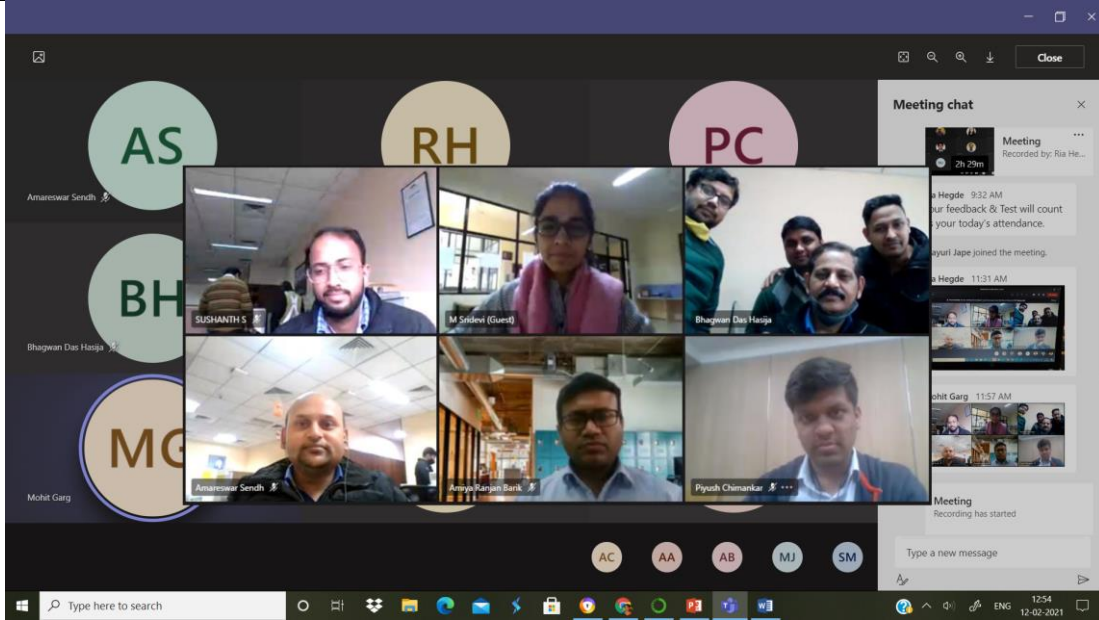 Close
AS
RH
PC
Amareswar Sendh
BH
Bhagwan Das Hasija
MG
Mohit Garg
SUSHANTH S
M Sridevi (Guest)
Bhagwan Das Hasija
Amareswar Sendh
Amiya Ranjan Barik
Piyush Chimankar
AC
AA
AB
MJ
SM
Meeting chat
Meeting
Recorded by: Ria He...
2h 29m
Hegde 9:32 AM
feedback & Test will count
your today's attendance.
Jape joined the meeting.
Hegde 11:31 AM
Garg 11:57 AM
Meeting
Recording has started
Type a new message
Type here to search
ENG
12:54
12-02-2021